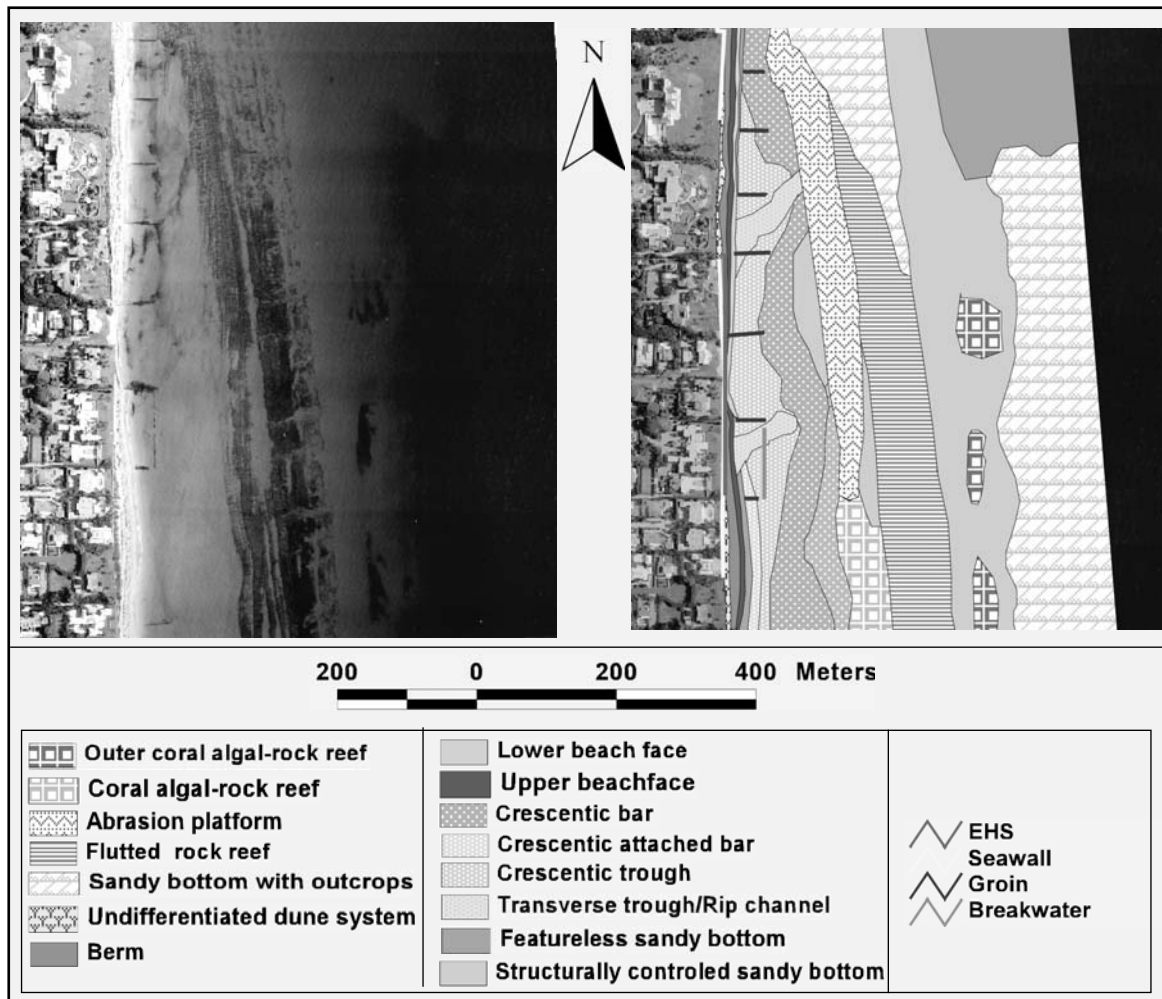 N
200 0 200 400 Meters
Outer coral algal-rock reef
Coral algal-rock reef
Abrasion platform
Flutted rock reef
Sandy bottom with outcrops
Undifferentiated dune system
Berm
Lower beach face
Upper beachface
Crescentic bar
Crescentic attached bar
Crescentic trough
Transverse trough/Rip channel
Featureless sandy bottom
Structurally controled sandy bottom
EHS
Seawall
Groin
Breakwater